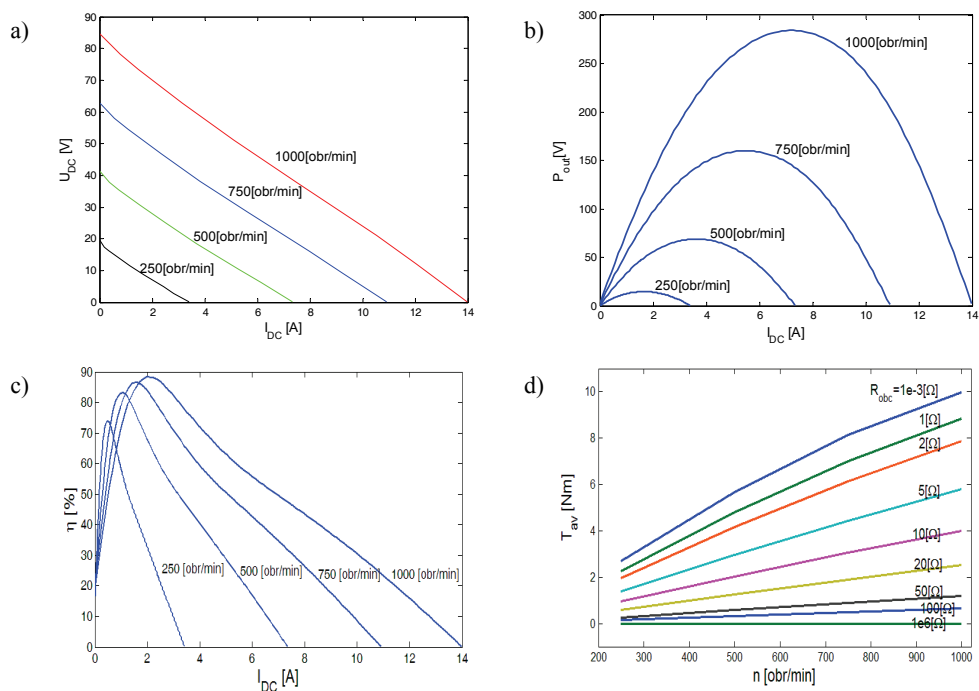 a)
90
80
70
60
50
40
30
20
10
0
U_DC [V]
1000[obr/min]
750[obr/min]
500[obr/min]
250[obr/min]
0 2 4 6 8 10 12 14
I_DC [A]
b)
300
250
200
150
100
50
0
P_out[V]
1000[obr/min]
750[obr/min]
500[obr/min]
250[obr/min]
0 2 4 6 8 10 12 14
I_DC [A]
c)
90
80
70
60
50
40
30
20
10
0
η [%]
250 [obr/min] 500 [obr/min] 750 [obr/min] 1000 [obr/min]
0 2 4 6 8 10 12 14
I_DC [A]
d)
10
8
6
4
2
0
T_av [Nm]
R_obc=1e-3[Ω]
1[Ω]
2[Ω]
5[Ω]
10[Ω]
20[Ω]
50[Ω]
100[Ω]
1e6[Ω]
200 300 400 500 600 700 800 900 1000
n [obr/min]